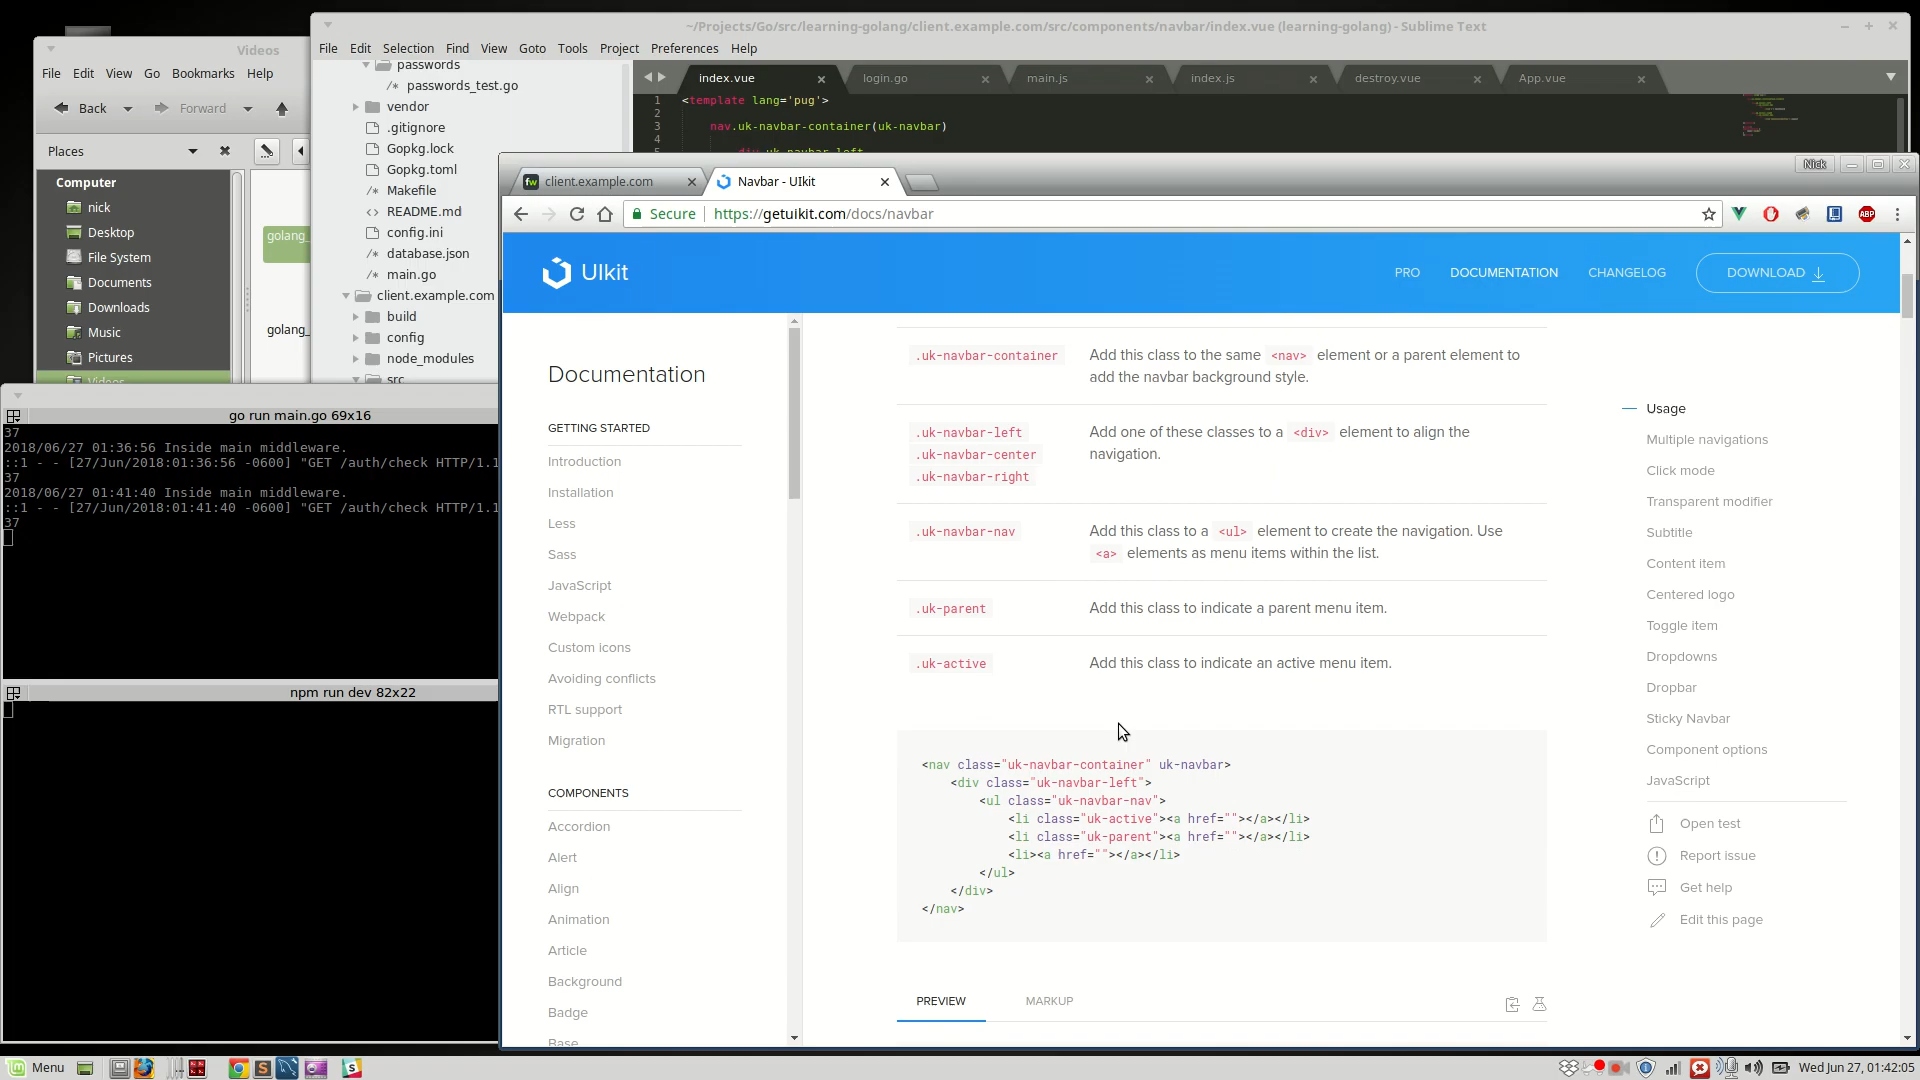 Videos
File Edit View Go Bookmarks Help
Back Forward
Places
Computer
nick
Desktop
File System
Documents
Downloads
Music
Pictures
Videos
golang_
golang_
~/Projects/Go/src/learning-golang/client.example.com/src/components/navbar/index.vue (learning-golang) - Sublime Text
File Edit Selection Find View Goto Tools Project Preferences Help
passwords
/* passwords_test.go
vendor
.gitignore
Gopkg.lock
Gopkg.toml
/* Makefile
<> README.md
config.ini
/* database.json
/* main.go
client.example.com
build
config
node_modules
src
index.vue login.go main.js index.js destroy.vue App.vue
1 <template lang='pug'>
2
3 nav.uk-navbar-container(uk-navbar)
4
5 div.uk-navbar-left
go run main.go 69x16
37
2018/06/27 01:36:56 Inside main middleware.
::1 - - [27/Jun/2018:01:36:56 -0600] "GET /auth/check HTTP/1.1
37
2018/06/27 01:41:40 Inside main middleware.
::1 - - [27/Jun/2018:01:41:40 -0600] "GET /auth/check HTTP/1.1
37
npm run dev 82x22
Nick
fw client.example.com Navbar - UIkit
Secure https://getuikit.com/docs/navbar
ABP
UIkit
PRO DOCUMENTATION CHANGELOG DOWNLOAD
Documentation
GETTING STARTED
Introduction
Installation
Less
Sass
JavaScript
Webpack
Custom icons
Avoiding conflicts
RTL support
Migration
COMPONENTS
Accordion
Alert
Align
Animation
Article
Background
Badge
Base
.uk-navbar-container Add this class to the same <nav> element or a parent element to
add the navbar background style.
.uk-navbar-left Add one of these classes to a <div> element to align the
.uk-navbar-center navigation.
.uk-navbar-right
.uk-navbar-nav Add this class to a <ul> element to create the navigation. Use
<a> elements as menu items within the list.
.uk-parent Add this class to indicate a parent menu item.
.uk-active Add this class to indicate an active menu item.
<nav class="uk-navbar-container" uk-navbar>
<div class="uk-navbar-left">
<ul class="uk-navbar-nav">
<li class="uk-active"><a href=""></a></li>
<li class="uk-parent"><a href=""></a></li>
<li><a href=""></a></li>
</ul>
</div>
</nav>
PREVIEW MARKUP
Usage
Multiple navigations
Click mode
Transparent modifier
Subtitle
Content item
Centered logo
Toggle item
Dropdowns
Dropbar
Sticky Navbar
Component options
JavaScript
Open test
Report issue
Get help
Edit this page
Menu
Wed Jun 27, 01:42:05